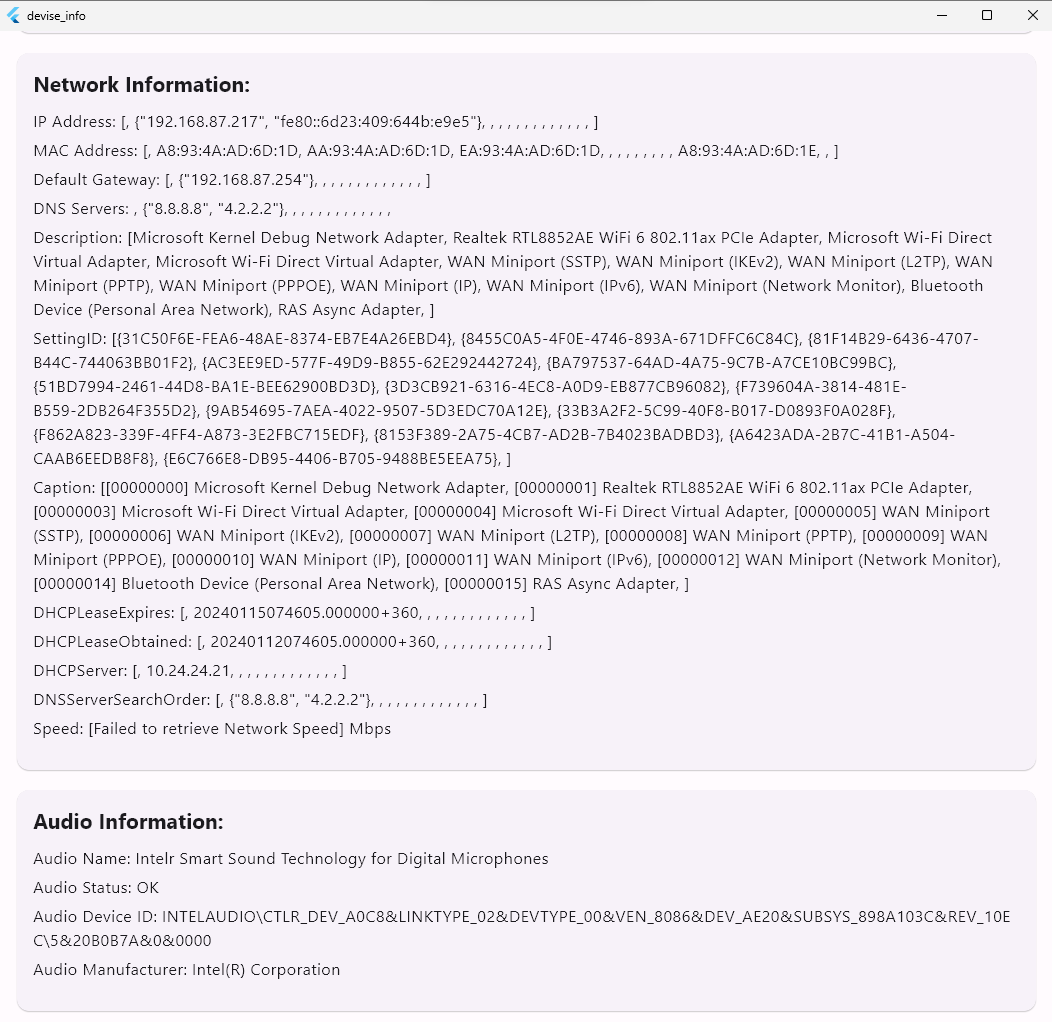 devise_info
Network Information:
IP Address: [, {"192.168.87.217", "fe80::6d23:409:644b:e9e5"}, , , , , , , , , , , , ]
MAC Address: [, A8:93:4A:AD:6D:1D, AA:93:4A:AD:6D:1D, EA:93:4A:AD:6D:1D, , , , , , , , , A8:93:4A:AD:6D:1E, , ]
Default Gateway: [, {"192.168.87.254"}, , , , , , , , , , , , ]
DNS Servers: , {"8.8.8.8", "4.2.2.2"}, , , , , , , , , , , ,
Description: [Microsoft Kernel Debug Network Adapter, Realtek RTL8852AE WiFi 6 802.11ax PCIe Adapter, Microsoft Wi-Fi Direct
Virtual Adapter, Microsoft Wi-Fi Direct Virtual Adapter, WAN Miniport (SSTP), WAN Miniport (IKEv2), WAN Miniport (L2TP), WAN
Miniport (PPTP), WAN Miniport (PPPOE), WAN Miniport (IP), WAN Miniport (IPv6), WAN Miniport (Network Monitor), Bluetooth
Device (Personal Area Network), RAS Async Adapter, ]
SettingID: [{31C50F6E-FEA6-48AE-8374-EB7E4A26EBD4}, {8455C0A5-4F0E-4746-893A-671DFFC6C84C}, {81F14B29-6436-4707-
B44C-744063BB01F2}, {AC3EE9ED-577F-49D9-B855-62E292442724}, {BA797537-64AD-4A75-9C7B-A7CE10BC99BC},
{51BD7994-2461-44D8-BA1E-BEE62900BD3D}, {3D3CB921-6316-4EC8-A0D9-EB877CB96082}, {F739604A-3814-481E-
B559-2DB264F355D2}, {9AB54695-7AEA-4022-9507-5D3EDC70A12E}, {33B3A2F2-5C99-40F8-B017-D0893F0A028F},
{F862A823-339F-4FF4-A873-3E2FBC715EDF}, {8153F389-2A75-4CB7-AD2B-7B4023BADBD3}, {A6423ADA-2B7C-41B1-A504-
CAAB6EEDB8F8}, {E6C766E8-DB95-4406-B705-9488BE5EEA75}, ]
Caption: [[00000000] Microsoft Kernel Debug Network Adapter, [00000001] Realtek RTL8852AE WiFi 6 802.11ax PCIe Adapter,
[00000003] Microsoft Wi-Fi Direct Virtual Adapter, [00000004] Microsoft Wi-Fi Direct Virtual Adapter, [00000005] WAN Miniport
(SSTP), [00000006] WAN Miniport (IKEv2), [00000007] WAN Miniport (L2TP), [00000008] WAN Miniport (PPTP), [00000009] WAN
Miniport (PPPOE), [00000010] WAN Miniport (IP), [00000011] WAN Miniport (IPv6), [00000012] WAN Miniport (Network Monitor),
[00000014] Bluetooth Device (Personal Area Network), [00000015] RAS Async Adapter, ]
DHCPLeaseExpires: [, 20240115074605.000000+360, , , , , , , , , , , , ]
DHCPLeaseObtained: [, 20240112074605.000000+360, , , , , , , , , , , , ]
DHCPServer: [, 10.24.24.21, , , , , , , , , , , , ]
DNSServerSearchOrder: [, {"8.8.8.8", "4.2.2.2"}, , , , , , , , , , , , ]
Speed: [Failed to retrieve Network Speed] Mbps
Audio Information:
Audio Name: Intelr Smart Sound Technology for Digital Microphones
Audio Status: OK
Audio Device ID: INTELAUDIO\CTLR_DEV_A0C8&LINKTYPE_02&DEVTYPE_00&VEN_8086&DEV_AE20&SUBSYS_898A103C&REV_10E
C\5&20B0B7A&0&0000
Audio Manufacturer: Intel(R) Corporation